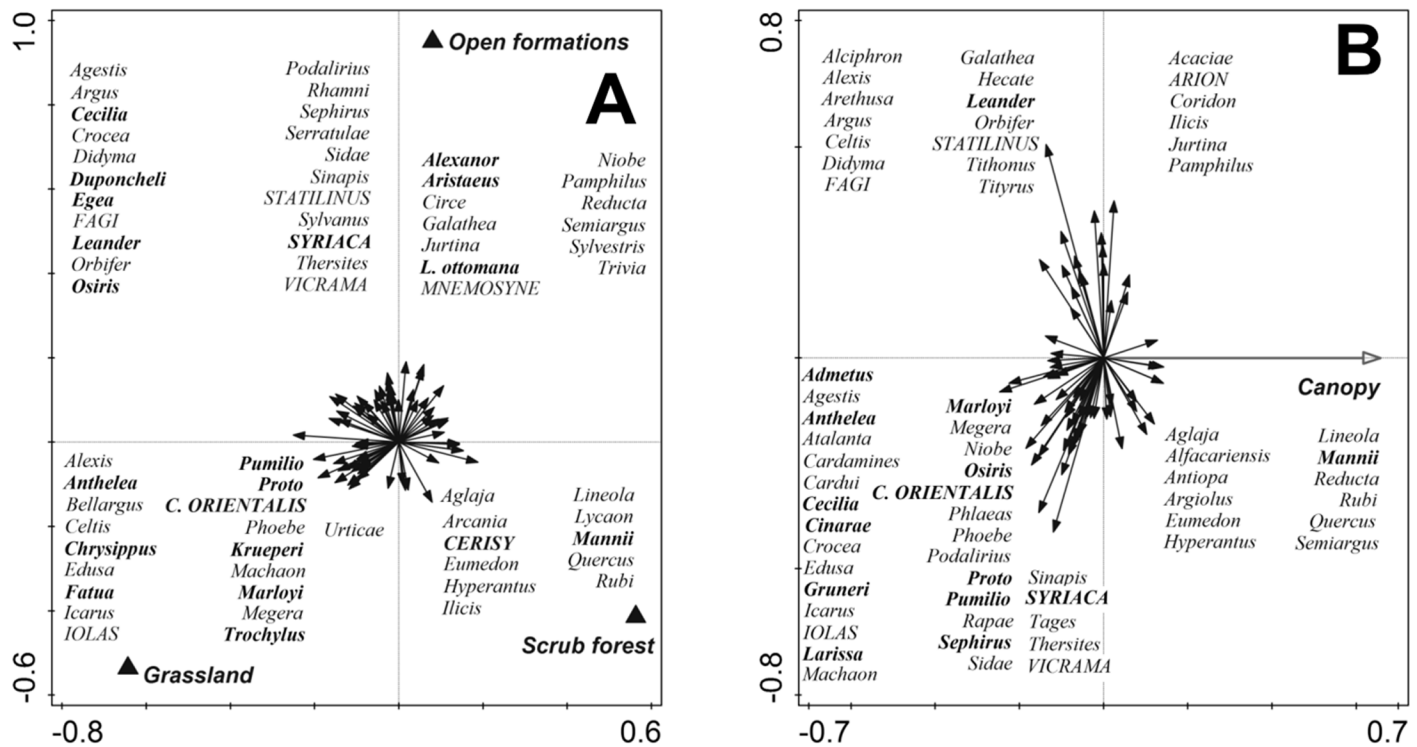 1.0
Open formations
A
Agestis
Argus
Cecilia
Crocea
Didyma
Duponcheli
Egea
FAGI
Leander
Orbifer
Osiris
Podalirius
Rhamni
Sephirus
Serratulae
Sidae
Sinapis
STATILINUS
Sylvanus
SYRIACA
Thersites
VICRAMA
Alexanor
Aristaeus
Circe
Galathea
Jurtina
L. ottomana
MNEMOSYNE
Niobe
Pamphilus
Reducta
Semiargus
Sylvestris
Trivia
Alexis
Anthelea
Bellargus
Celtis
Chrysippus
Edusa
Fatua
Icarus
IOLAS
Pumilio
Proto
C. ORIENTALIS
Phoebe
Krueperi
Machaon
Marloyi
Megera
Trochylus
Urticae
Aglaja
Arcania
CERISY
Eumedon
Hyperantus
Ilicis
Lineola
Lycaon
Mannii
Quercus
Rubi
Scrub forest
Grassland
-0.6
-0.8
0.6
0.8
B
Alciphron
Alexis
Arethusa
Argus
Celtis
Didyma
FAGI
Galathea
Hecate
Leander
Orbifer
STATILINUS
Tithonus
Tityrus
Acaciae
ARION
Coridon
Ilicis
Jurtina
Pamphilus
Canopy
Admetus
Agestis
Anthelea
Atalanta
Cardamines
Cardui
Cecilia
Cinarae
Crocea
Edusa
Gruneri
Icarus
IOLAS
Larissa
Machaon
Marloyi
Megera
Niobe
Osiris
C. ORIENTALIS
Phlaeas
Phoebe
Podalirius
Proto
Pumilio
Rapae
Sephirus
Sidae
Sinapis
SYRIACA
Tages
Thersites
VICRAMA
Aglaja
Alfacariensis
Antiopa
Argiolus
Eumedon
Hyperantus
Lineola
Mannii
Reducta
Rubi
Quercus
Semiargus
-0.8
-0.7
0.7